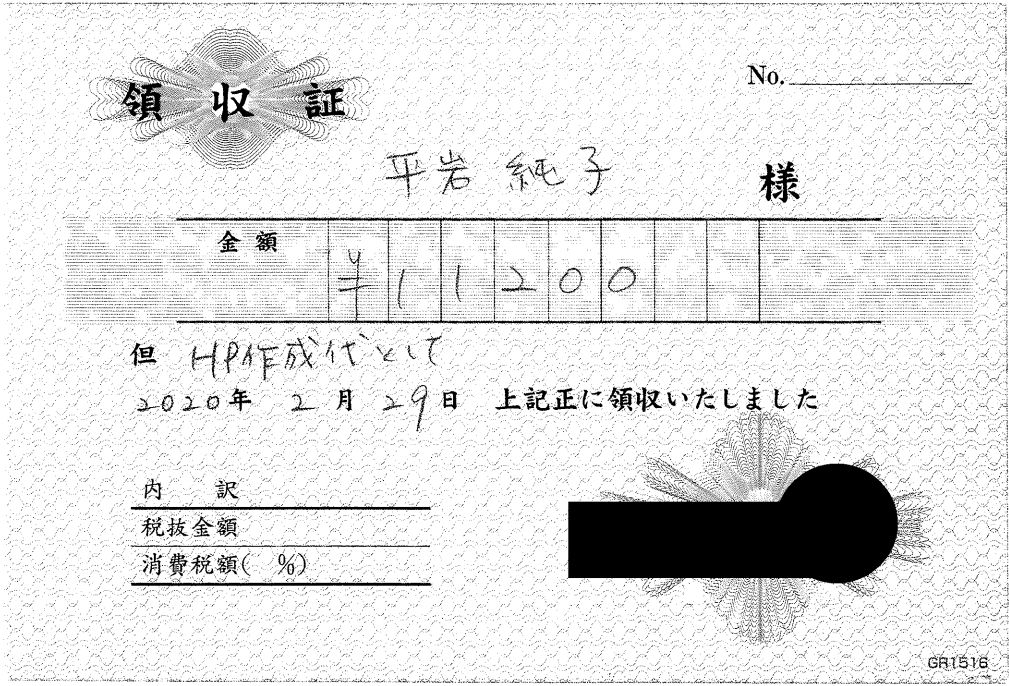 領収証
No.
平岩 純子 様
金額 ¥11200
但 HP作成代として
2020年 2月 29日 上記正に領収いたしました
内訳
税抜金額
消費税額( %)
GR1516